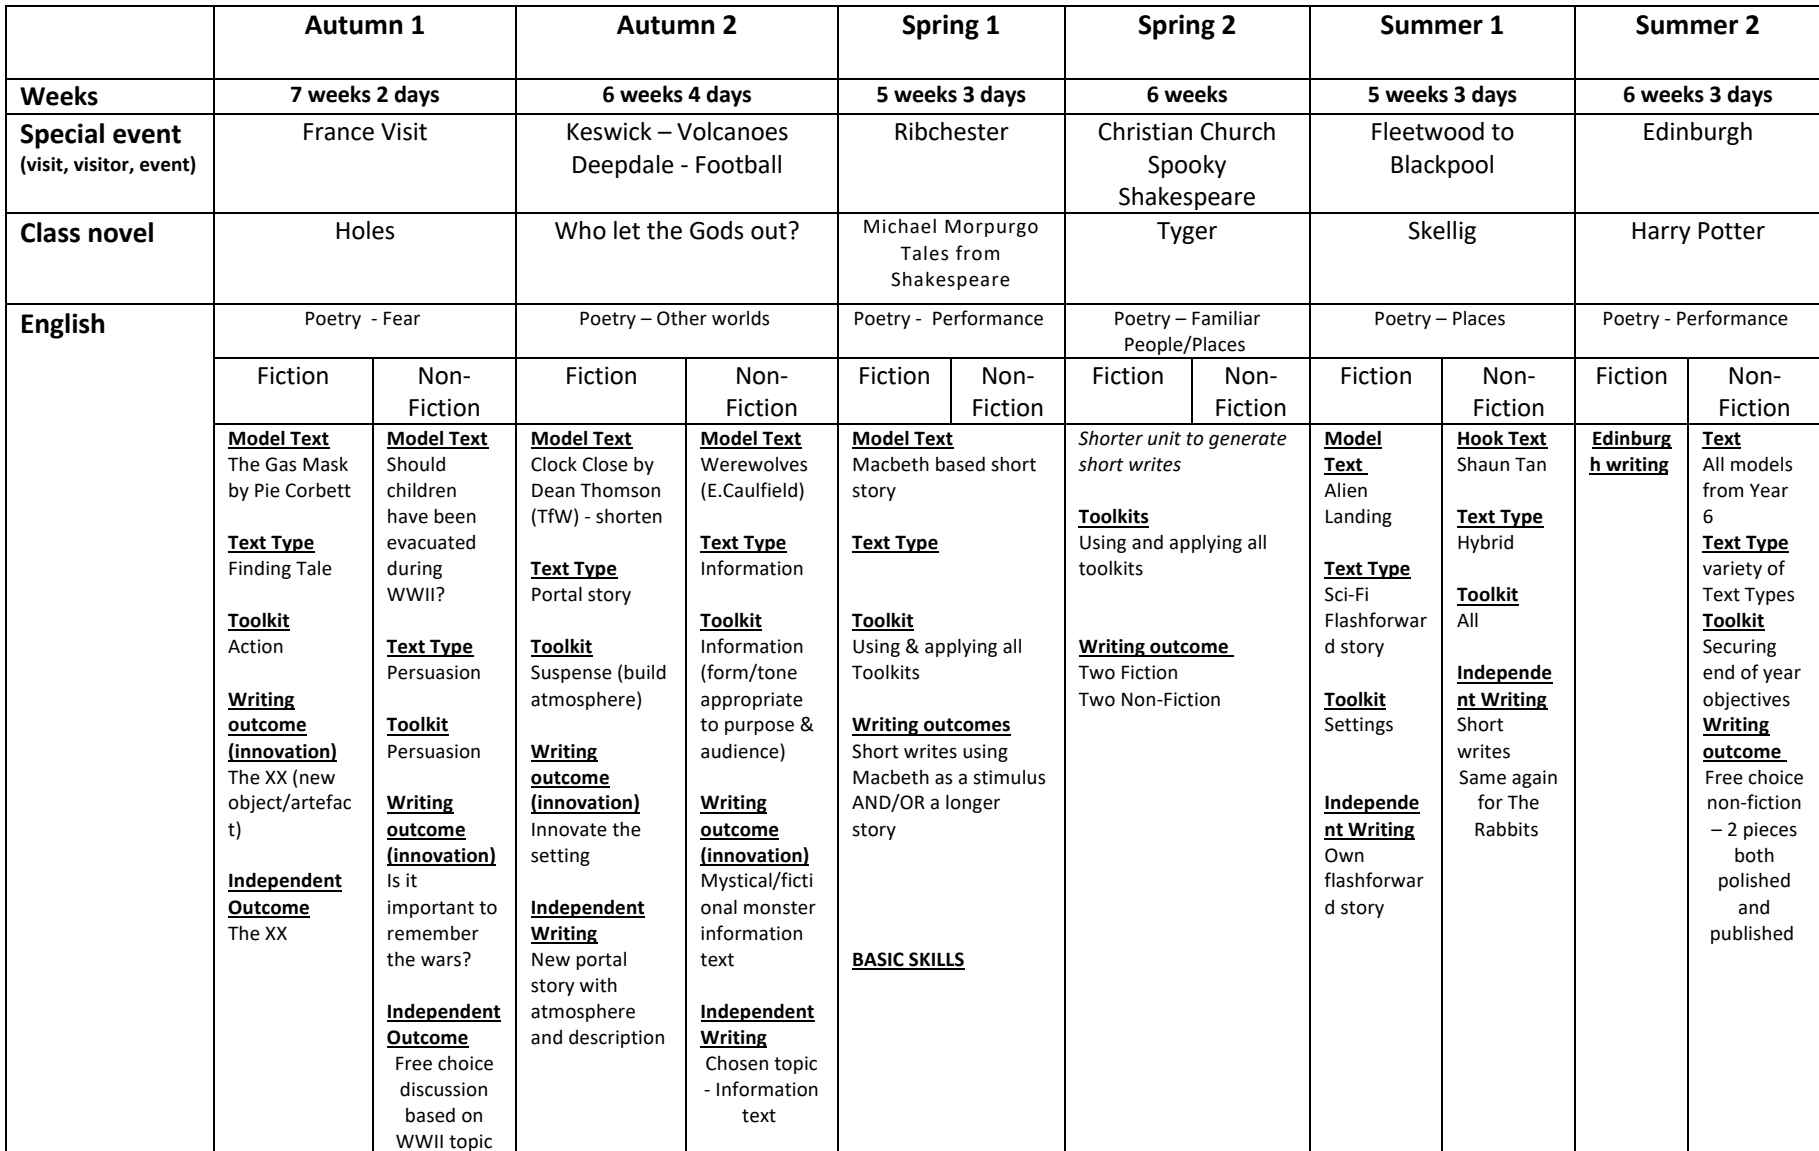 Autumn 1
Autumn 2
Spring 1
Spring 2
Summer 1
Summer 2
Weeks
7 weeks 2 days
6 weeks 4 days
5 weeks 3 days
6 weeks
5 weeks 3 days
6 weeks 3 days
Special event
(visit, visitor, event)
France Visit
Keswick – Volcanoes
Deepdale - Football
Ribchester
Christian Church
Spooky
Shakespeare
Fleetwood to
Blackpool
Edinburgh
Class novel
Holes
Who let the Gods out?
Michael Morpurgo
Tales from
Shakespeare
Tyger
Skellig
Harry Potter
English
Poetry - Fear
Poetry – Other worlds
Poetry - Performance
Poetry – Familiar
People/Places
Poetry – Places
Poetry - Performance
Fiction
Non-
Fiction
Fiction
Non-
Fiction
Fiction
Non-
Fiction
Fiction
Non-
Fiction
Fiction
Non-
Fiction
Fiction
Non-
Fiction
Model Text
The Gas Mask
by Pie Corbett
Text Type
Finding Tale
Toolkit
Action
Writing
outcome
(innovation)
The XX (new
object/artefac
t)
Independent
Outcome
The XX
Model Text
Should
children
have been
evacuated
during
WWII?
Text Type
Persuasion
Toolkit
Persuasion
Writing
outcome
(innovation)
Is it
important to
remember
the wars?
Independent
Outcome
Free choice
discussion
based on
WWII topic
Model Text
Clock Close by
Dean Thomson
(TfW) - shorten
Text Type
Portal story
Toolkit
Suspense (build
atmosphere)
Writing
outcome
(innovation)
Innovate the
setting
Independent
Writing
New portal
story with
atmosphere
and description
Model Text
Werewolves
(E.Caulfield)
Text Type
Information
Toolkit
Information
(form/tone
appropriate
to purpose &
audience)
Writing
outcome
(innovation)
Mystical/ficti
onal monster
information
text
Independent
Writing
Chosen topic
- Information
text
Model Text
Macbeth based short
story
Text Type
Toolkit
Using & applying all
Toolkits
Writing outcomes
Short writes using
Macbeth as a stimulus
AND/OR a longer
story
BASIC SKILLS
Shorter unit to generate
short writes
Toolkits
Using and applying all
toolkits
Writing outcome
Two Fiction
Two Non-Fiction
Model
Text
Alien
Landing
Text Type
Sci-Fi
Flashforwar
d story
Toolkit
Settings
Independe
nt Writing
Own
flashforwar
d story
Hook Text
Shaun Tan
Text Type
Hybrid
Toolkit
All
Independe
nt Writing
Short
writes
Same again
for The
Rabbits
Edinburg
h writing
Text
All models
from Year
6
Text Type
variety of
Text Types
Toolkit
Securing
end of year
objectives
Writing
outcome
Free choice
non-fiction
– 2 pieces
both
polished
and
published